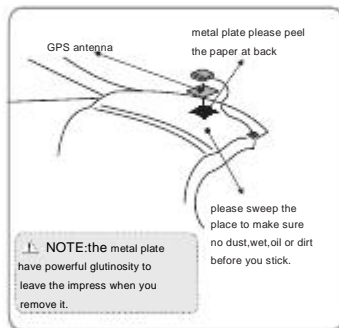 GPS antenna
metal plate please peel
the paper at back
please sweep the
place to make sure
no dust,wet,oil or dirt
before you stick.
NOTE:the metal plate
have powerful glutinosity to
leave the impress when you
remove it.